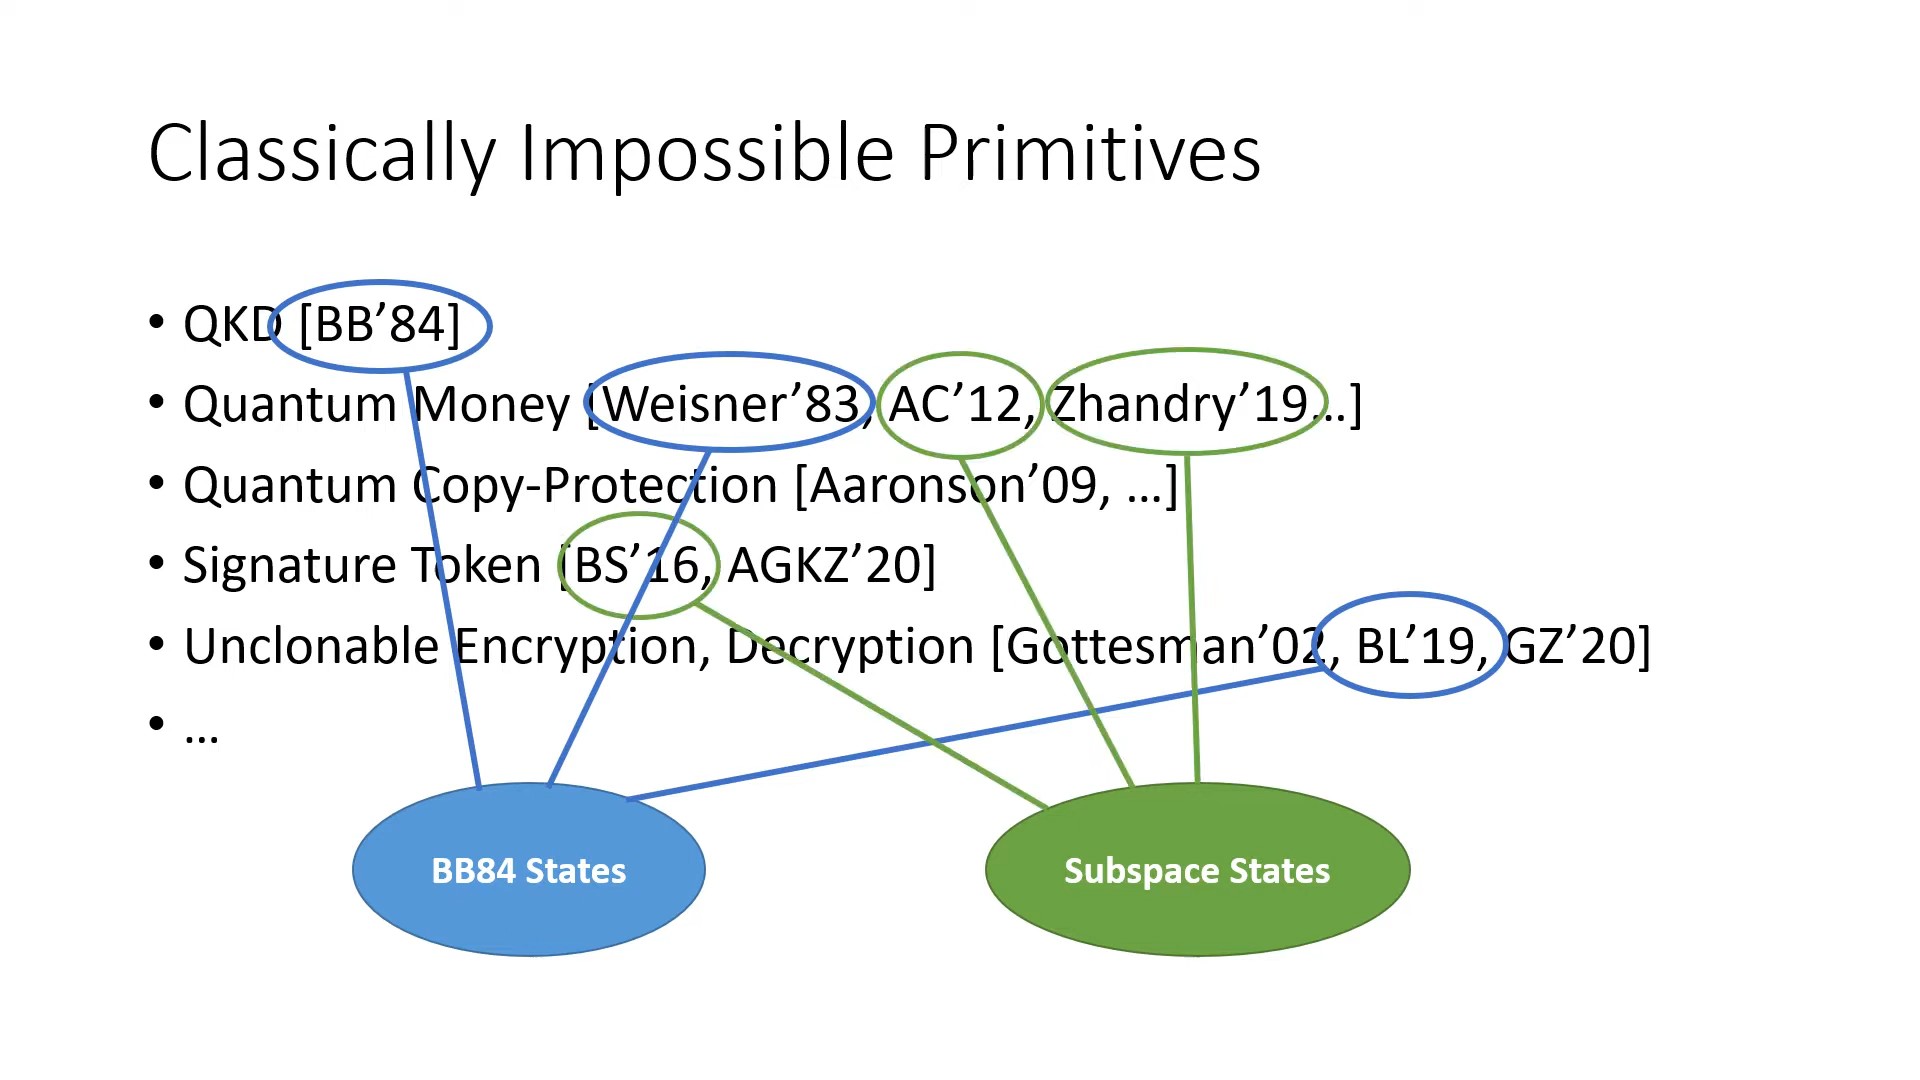 Classically Impossible Primitives
• QKD [BB’84]
• Quantum Money [Weisner’83, AC’12, Zhandry’19…]
• Quantum Copy-Protection [Aaronson’09, …]
• Signature Token [BS’16, AGKZ’20]
• Unclonable Encryption, Decryption [Gottesman’02, BL’19, GZ’20]
• …
BB84 States
Subspace States